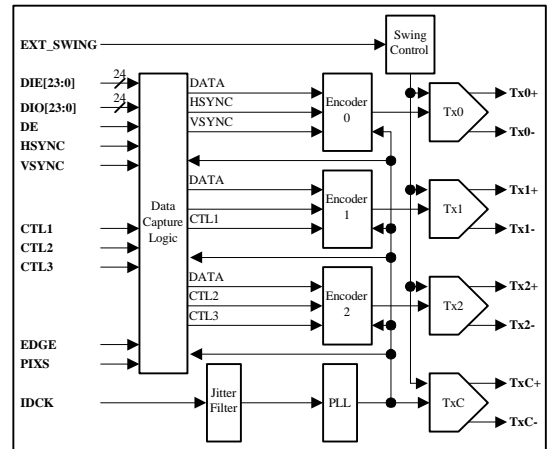 EXT_SWING
Swing
Control
DIE[23:0]
24
DIO[23:0]
24
DE
HSYNC
VSYNC
CTL1
CTL2
CTL3
EDGE
PIXS
IDCK
Data
Capture
Logic
DATA
HSYNC
VSYNC
Encoder
0
DATA
CTL1
Encoder
1
DATA
CTL2
CTL3
Encoder
2
Jitter
Filter
PLL
Tx0
Tx0+
Tx0-
Tx1
Tx1+
Tx1-
Tx2
Tx2+
Tx2-
TxC
TxC+
TxC-